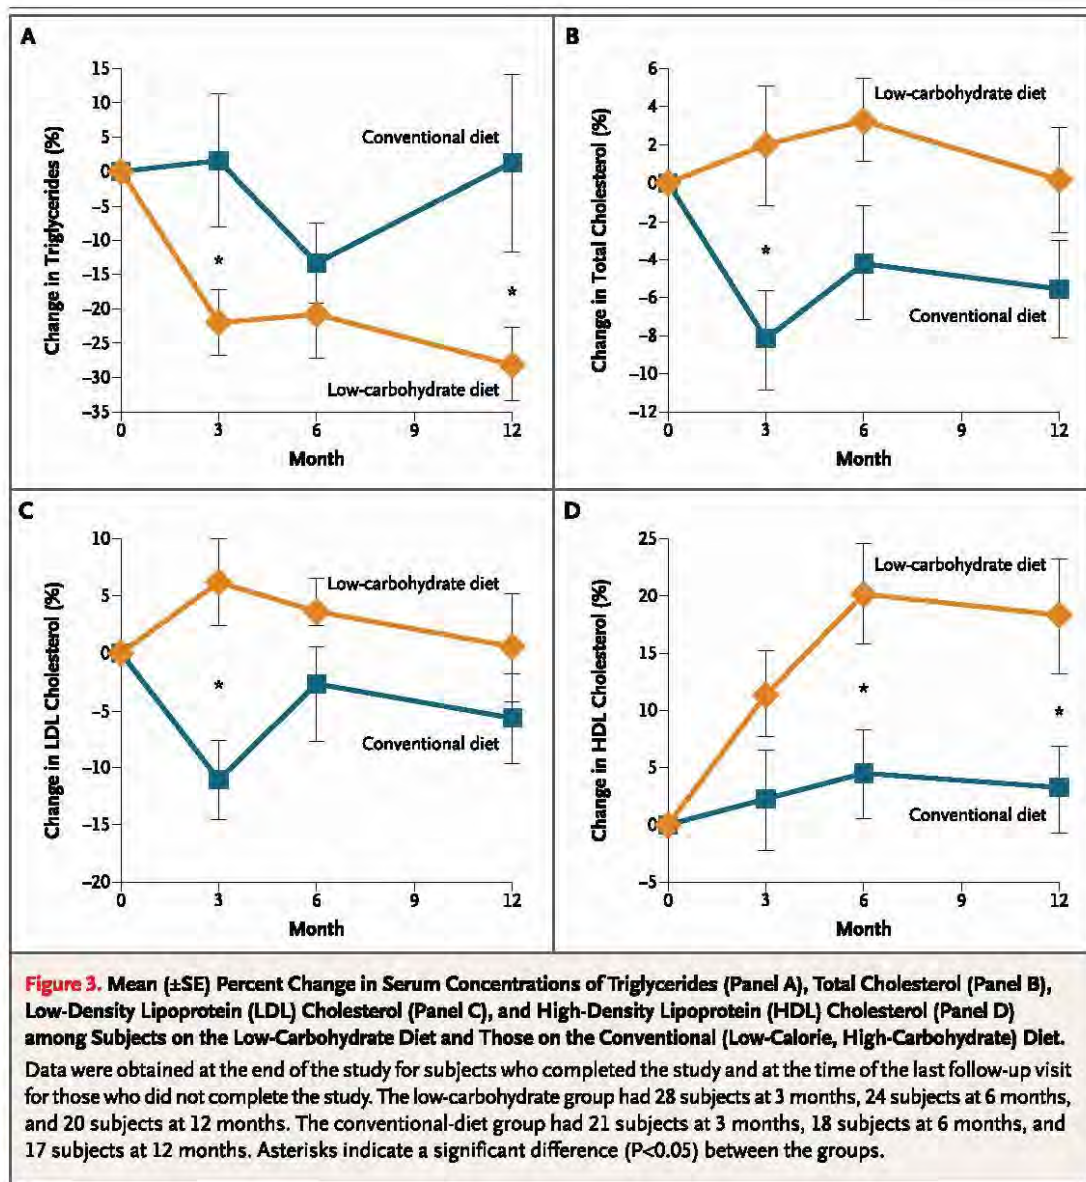 A
15
10
5
0
−5
−10
−15
−20
−25
−30
−35
Change in Triglycerides (%)
Conventional diet
*
*
Low-carbohydrate diet
0
3
6
9
12
Month
B
6
4
2
0
−2
−4
−6
−8
−10
−12
Change in Total Cholesterol (%)
Low-carbohydrate diet
*
Conventional diet
0
3
6
9
12
Month
C
10
5
0
−5
−10
−15
−20
Change in LDL Cholesterol (%)
Low-carbohydrate diet
*
Conventional diet
0
3
6
9
12
Month
D
25
20
15
10
5
0
−5
Change in HDL Cholesterol (%)
Low-carbohydrate diet
*
*
Conventional diet
0
3
6
9
12
Month
Figure 3. Mean (±SE) Percent Change in Serum Concentrations of Triglycerides (Panel A), Total Cholesterol (Panel B),
Low-Density Lipoprotein (LDL) Cholesterol (Panel C), and High-Density Lipoprotein (HDL) Cholesterol (Panel D)
among Subjects on the Low-Carbohydrate Diet and Those on the Conventional (Low-Calorie, High-Carbohydrate) Diet.
Data were obtained at the end of the study for subjects who completed the study and at the time of the last follow-up visit
for those who did not complete the study. The low-carbohydrate group had 28 subjects at 3 months, 24 subjects at 6 months,
and 20 subjects at 12 months. The conventional-diet group had 21 subjects at 3 months, 18 subjects at 6 months, and
17 subjects at 12 months. Asterisks indicate a significant difference (P<0.05) between the groups.